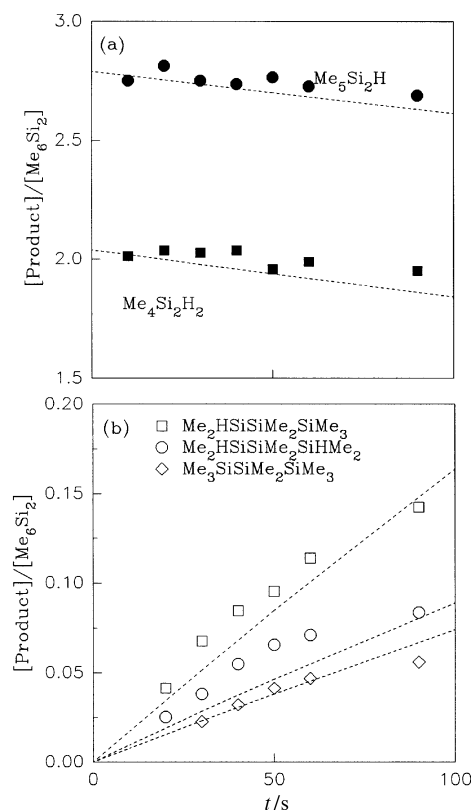 (a)
3.0
Me₅Si₂H
2.5
[Product]/[Me₆Si₂]
2.0
Me₄Si₂H₂
1.5
0.20
(b)
Me₂HSiSiMe₂SiMe₃
Me₂HSiSiMe₂SiHMe₂
Me₃SiSiMe₂SiMe₃
0.15
[Product]/[Me₆Si₂]
0.10
0.05
0.00
0 50 100
t/s